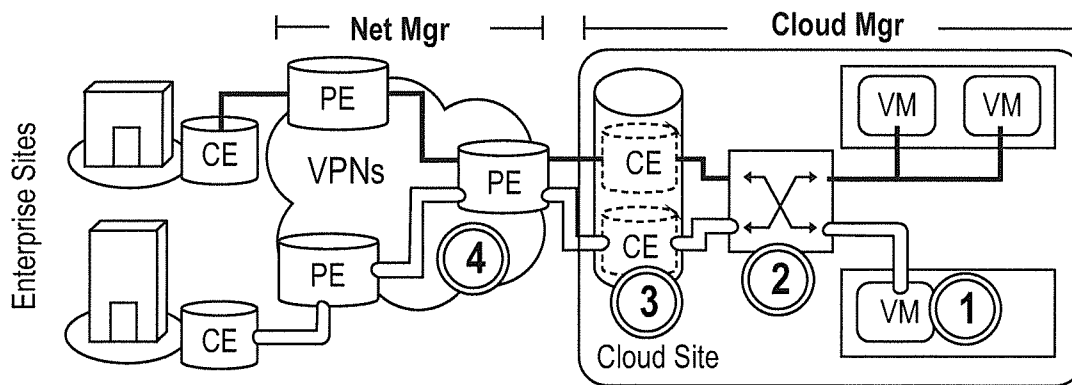 Net Mgr
Cloud Mgr
Enterprise Sites
PE
VM VM
CE
VPNs
PE
CE
CE
PE
4
3
2
VM
1
CE
Cloud Site